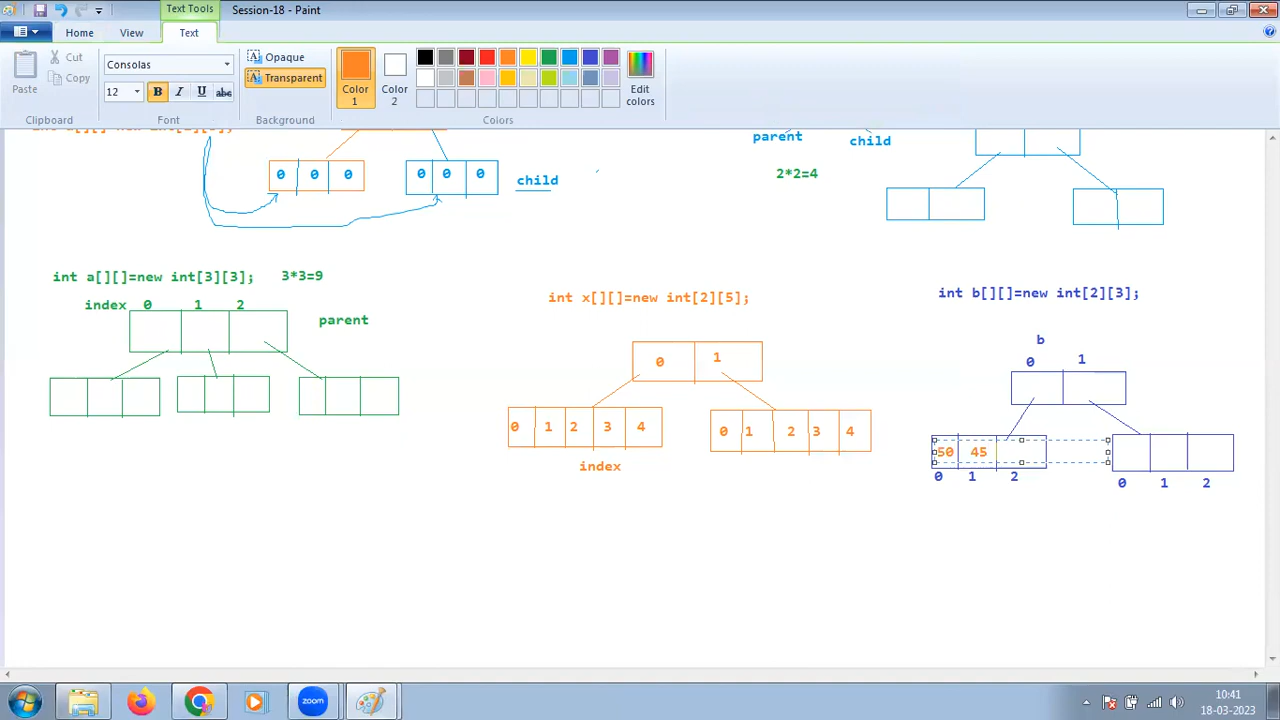 Text Tools
Session-18 - Paint
Home
View
Text
Paste
Cut
Copy
Clipboard
Consolas
12
B I U abc
Font
Opaque
Transparent
Background
Color 1
Color 2
Edit colors
Colors
parent
child
2*2=4
0 0 0
0 0 0
child
int a[][]=new int[3][3]; 3*3=9
index 0 1 2
parent
int x[][]=new int[2][5];
0 1
0 1 2 3 4
0 1 2 3 4
index
int b[][]=new int[2][3];
b
0 1
50 45
0 1 2
0 1 2
zoom
10:41
18-03-2023